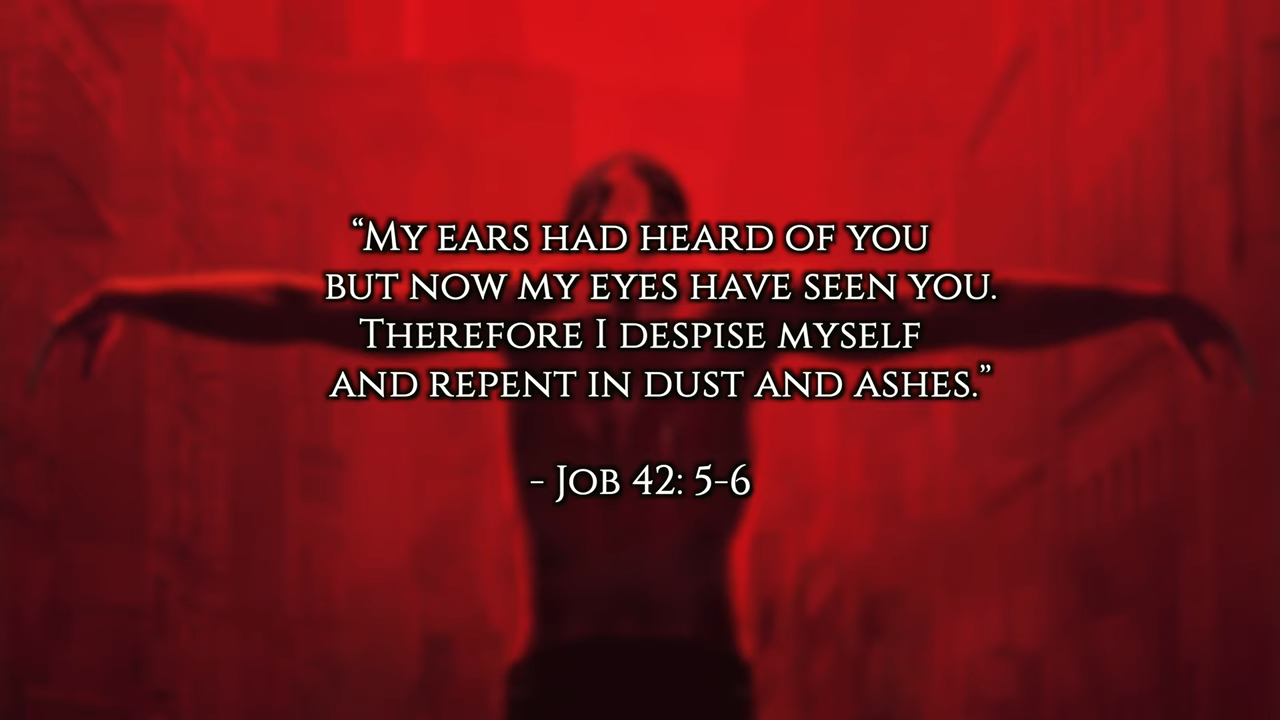 “My ears had heard of you
but now my eyes have seen you.
Therefore I despise myself
and repent in dust and ashes.”
- Job 42: 5-6